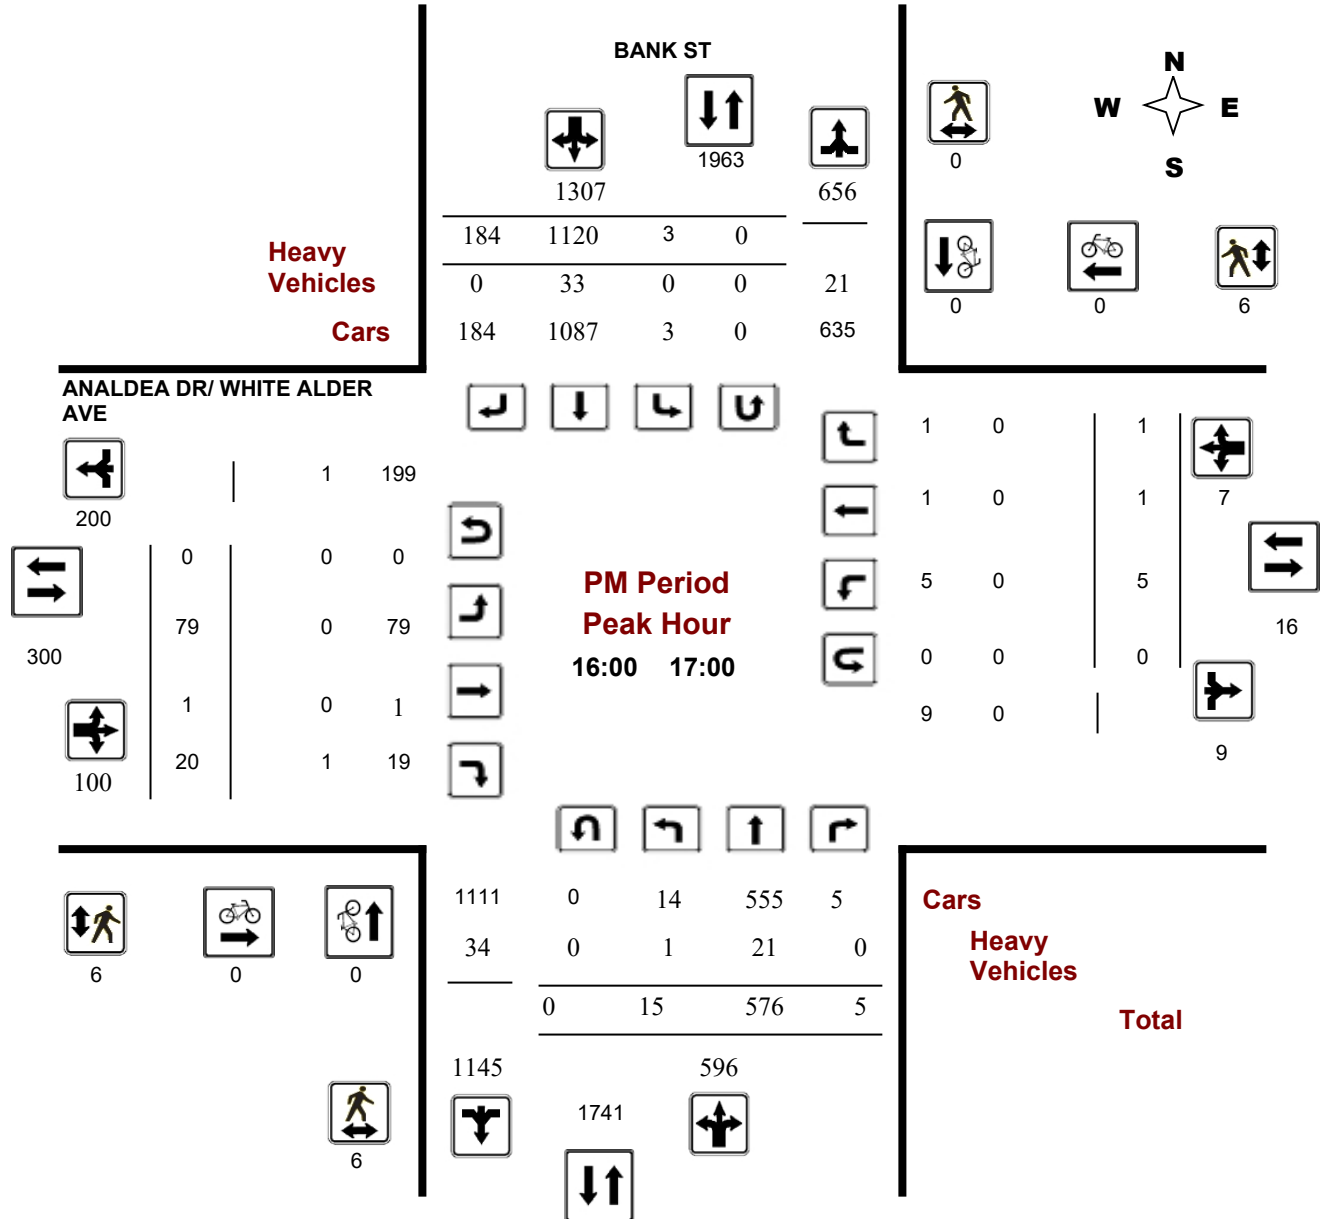 BANK ST
N
W E
S
1963
0
1307 656
184 1120 3 0
Heavy
Vehicles
0 33 0 0 21
Cars
184 1087 3 0 635
0 0 6
ANALDEA DR/ WHITE ALDER
AVE
1 0 1
1 199
200
7
1 0 1
0 0 0
PM Period
5 0 5
79 0 79
Peak Hour
16
300
16:00 17:00
0 0 0
1 0 1
9 0
9
20 1 19
100
1111 0 14 555 5
Cars
34 0 1 21 0
Heavy
Vehicles
6 0 0
0 15 576 5
Total
1145 596
1741
6